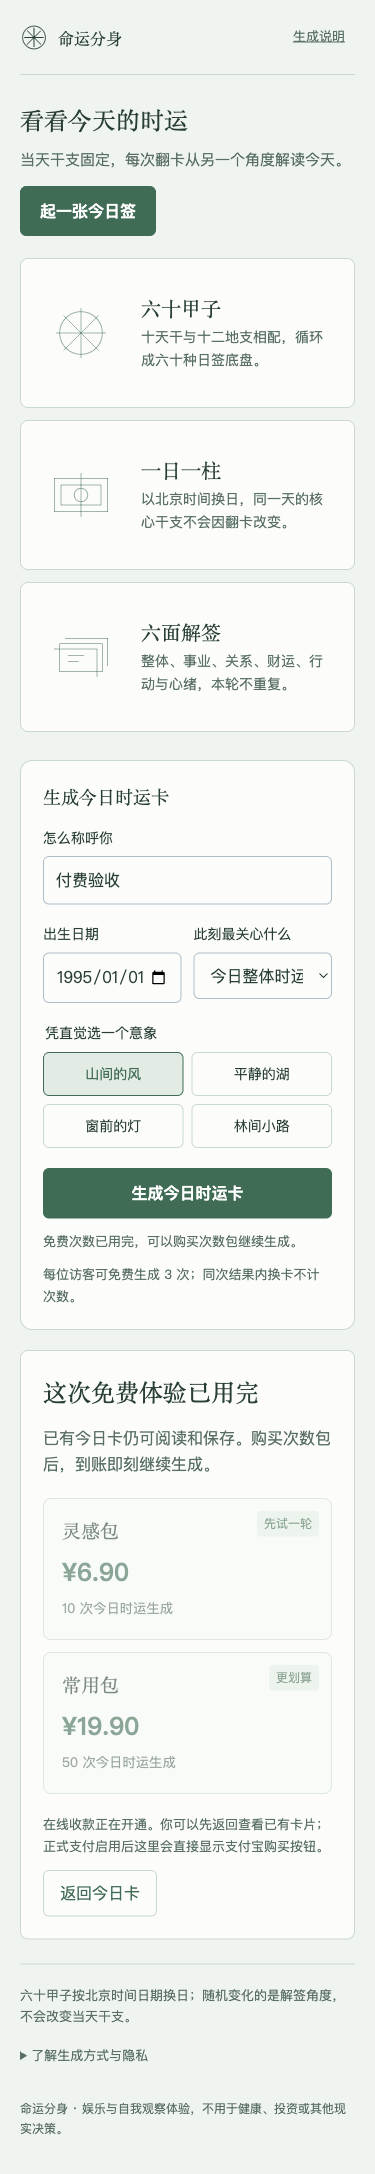 命运分身
生成说明
看看今天的时运
当天干支固定，每次翻卡从另一个角度解读今天。
起一张今日签
六十甲子
十天干与十二地支相配，循环
成六十种日签底盘。
一日一柱
以北京时间换日，同一天的核
心干支不会因翻卡改变。
六面解签
整体、事业、关系、财运、行
动与心绪，本轮不重复。
生成今日时运卡
怎么称呼你
付费验收
出生日期
此刻最关心什么
1995/01/01
今日整体时运
凭直觉选一个意象
山间的风
平静的湖
窗前的灯
林间小路
生成今日时运卡
免费次数已用完，可以购买次数包继续生成。
每位访客可免费生成 3 次；同次结果内换卡不计
次数。
这次免费体验已用完
已有今日卡仍可阅读和保存。购买次数包
后，到账即刻继续生成。
灵感包
先试一轮
¥6.90
10 次今日时运生成
常用包
更划算
¥19.90
50 次今日时运生成
在线收款正在开通。你可以先返回查看已有卡片；
正式支付启用后这里会直接显示支付宝购买按钮。
返回今日卡
六十甲子按北京时间日期换日；随机变化的是解签角度，
不会改变当天干支。
了解生成方式与隐私
命运分身 · 娱乐与自我观察体验，不用于健康、投资或其他现
实决策。